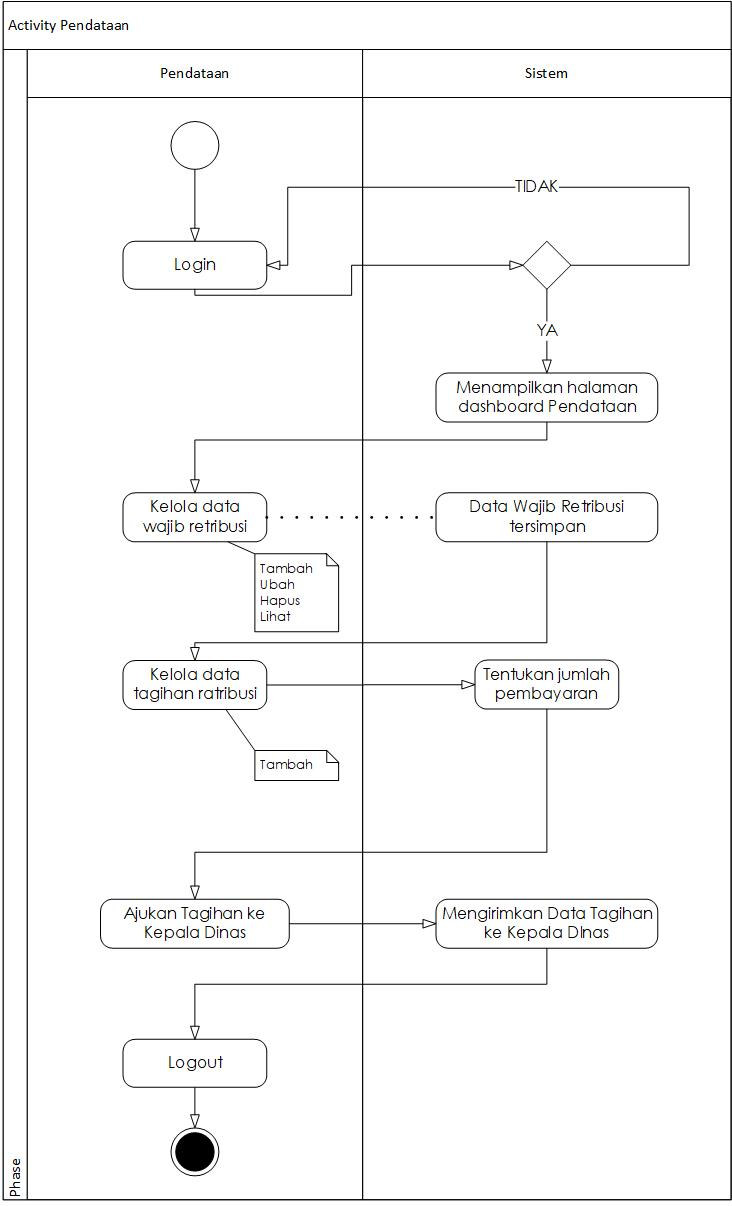 Activity Pendataan
Pendataan
Sistem
TIDAK
Login
YA
Menampilkan halaman
dashboard Pendataan
Kelola data
wajib retribusi
Data Wajib Retribusi
tersimpan
Tambah
Ubah
Hapus
Lihat
Kelola data
tagihan ratribusi
Tentukan jumlah
pembayaran
Tambah
Ajukan Tagihan ke
Kepala Dinas
Mengirimkan Data Tagihan
ke Kepala DInas
Logout
Phase